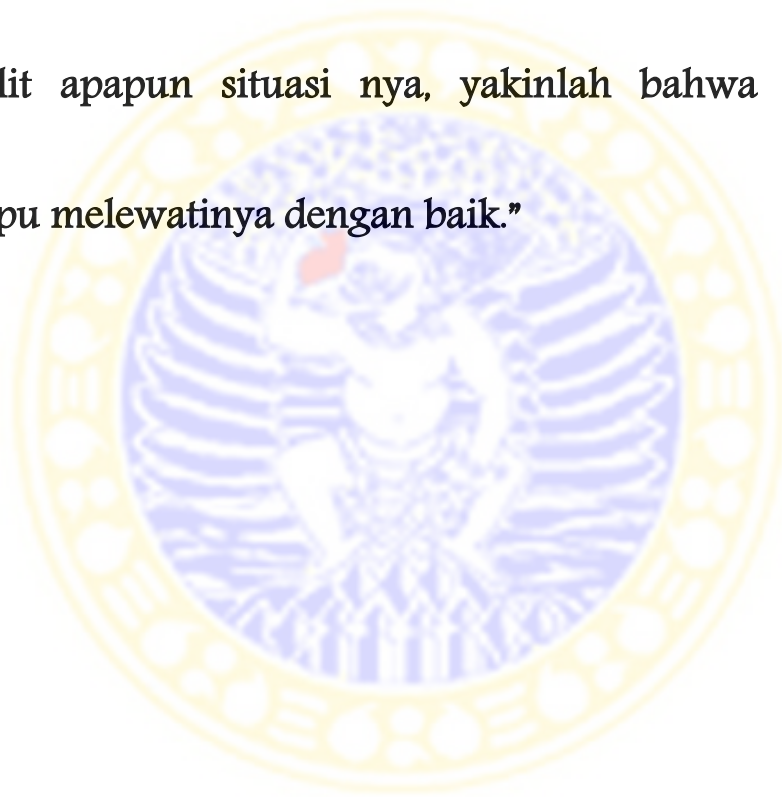 lit apapun situasi nya, yakinlah bahwa
pu melewatinya dengan baik.”